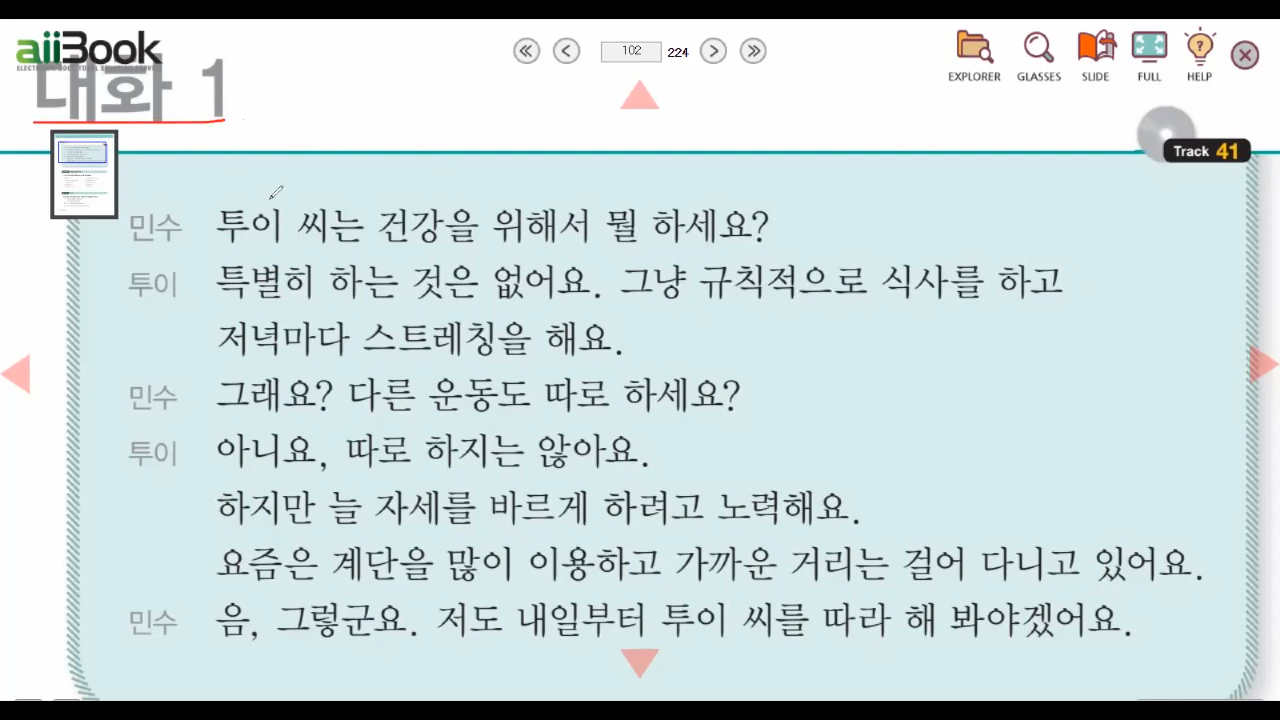 aiiBook
102 224
EXPLORER GLASSES SLIDE FULL HELP
대화 1
Track 41
민수 투이 씨는 건강을 위해서 뭘 하세요?
투이 특별히 하는 것은 없어요. 그냥 규칙적으로 식사를 하고
저녁마다 스트레칭을 해요.
민수 그래요? 다른 운동도 따로 하세요?
투이 아니요, 따로 하지는 않아요.
하지만 늘 자세를 바르게 하려고 노력해요.
요즘은 계단을 많이 이용하고 가까운 거리는 걸어 다니고 있어요.
민수 음, 그렇군요. 저도 내일부터 투이 씨를 따라 해 봐야겠어요.